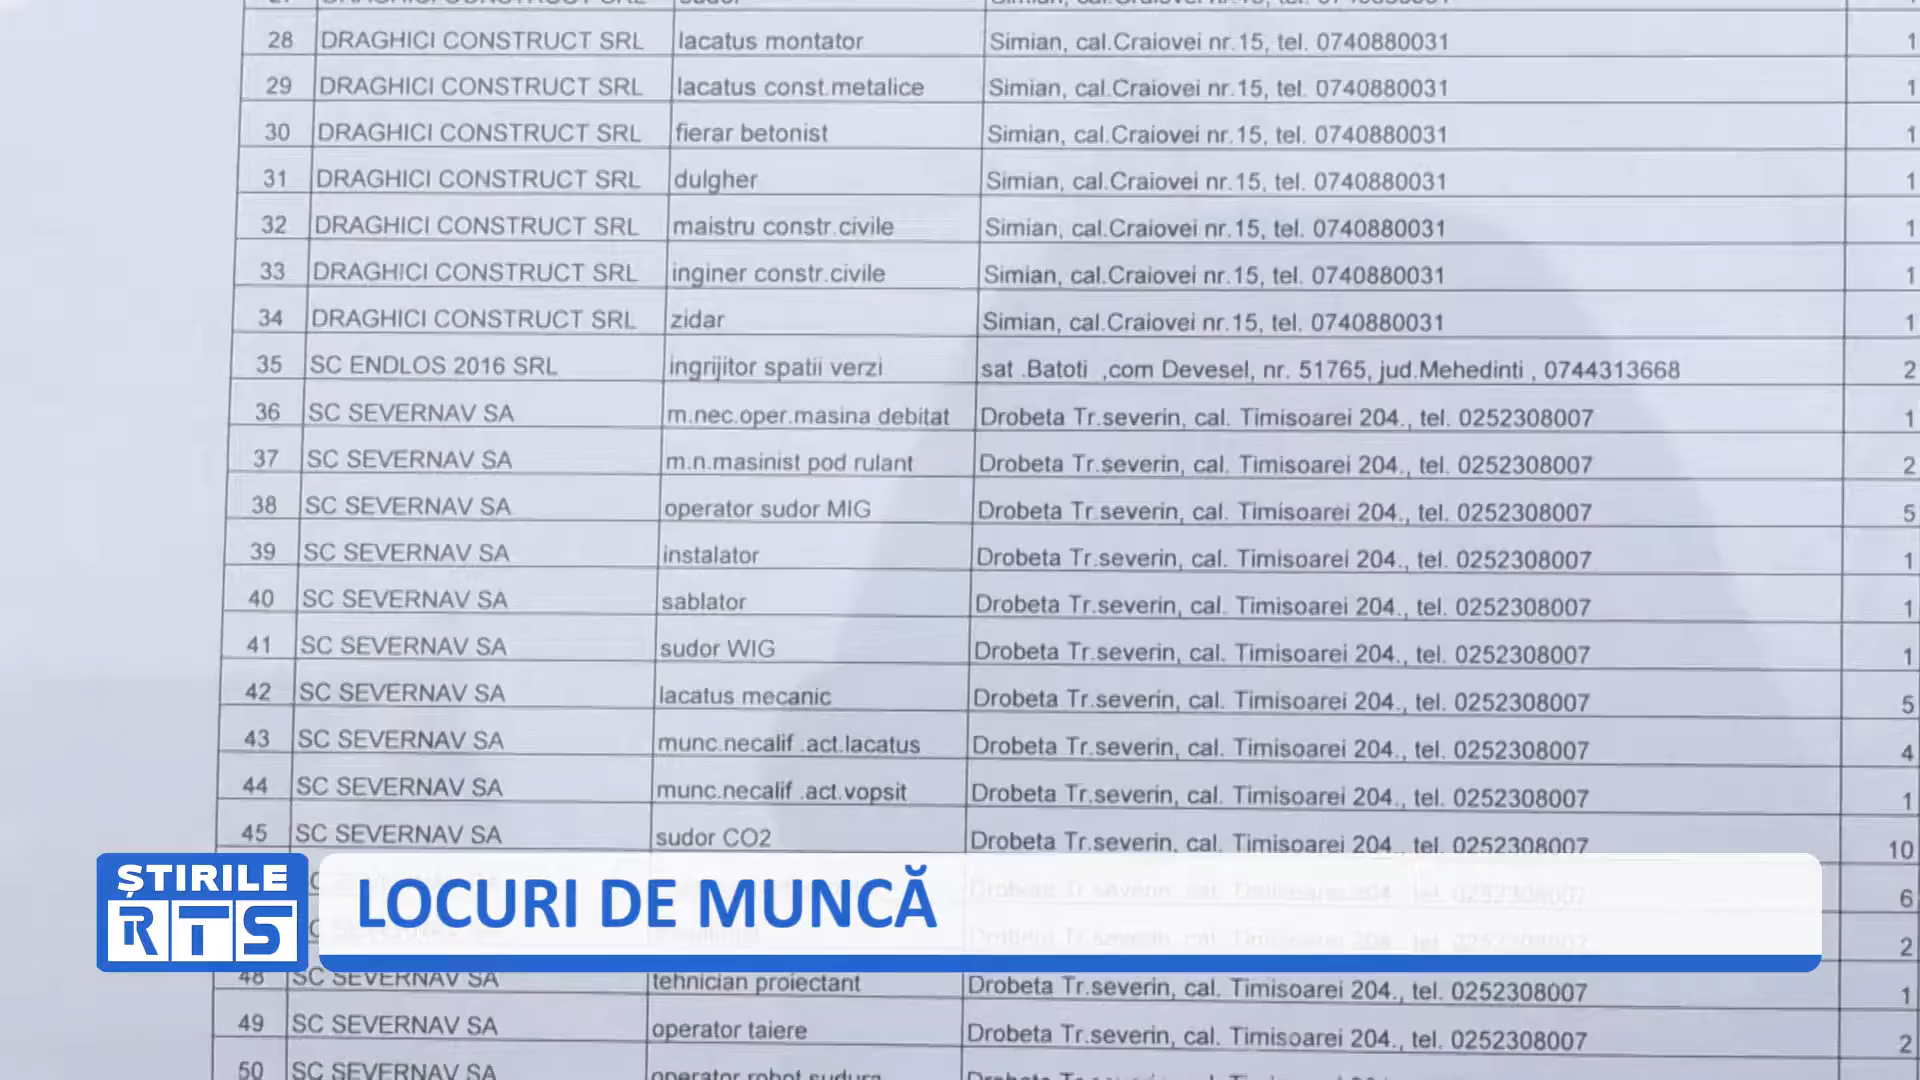 28 DRAGHICI CONSTRUCT SRL lacatus montator Simian, cal.Craiovei nr.15, tel. 0740880031 1
29 DRAGHICI CONSTRUCT SRL lacatus const.metalice Simian, cal.Craiovei nr.15, tel. 0740880031 1
30 DRAGHICI CONSTRUCT SRL fierar betonist Simian, cal.Craiovei nr.15, tel. 0740880031 1
31 DRAGHICI CONSTRUCT SRL dulgher Simian, cal.Craiovei nr.15, tel. 0740880031 1
32 DRAGHICI CONSTRUCT SRL maistru constr.civile Simian, cal.Craiovei nr.15, tel. 0740880031 1
33 DRAGHICI CONSTRUCT SRL inginer constr.civile Simian, cal.Craiovei nr.15, tel. 0740880031 1
34 DRAGHICI CONSTRUCT SRL zidar Simian, cal.Craiovei nr.15, tel. 0740880031 1
35 SC ENDLOS 2016 SRL ingrijitor spatii verzi sat .Batoti ,com Devesel, nr. 51765, jud.Mehedinti , 0744313668 2
36 SC SEVERNAV SA m.nec.oper.masina debitat Drobeta Tr.severin, cal. Timisoarei 204., tel. 0252308007 1
37 SC SEVERNAV SA m.n.masinist pod rulant Drobeta Tr.severin, cal. Timisoarei 204., tel. 0252308007 2
38 SC SEVERNAV SA operator sudor MIG Drobeta Tr.severin, cal. Timisoarei 204., tel. 0252308007 5
39 SC SEVERNAV SA instalator Drobeta Tr.severin, cal. Timisoarei 204., tel. 0252308007 1
40 SC SEVERNAV SA sablator Drobeta Tr.severin, cal. Timisoarei 204., tel. 0252308007 1
41 SC SEVERNAV SA sudor WIG Drobeta Tr.severin, cal. Timisoarei 204., tel. 0252308007 1
42 SC SEVERNAV SA lacatus mecanic Drobeta Tr.severin, cal. Timisoarei 204., tel. 0252308007 5
43 SC SEVERNAV SA munc.necalif .act.lacatus Drobeta Tr.severin, cal. Timisoarei 204., tel. 0252308007 4
44 SC SEVERNAV SA munc.necalif .act.vopsit Drobeta Tr.severin, cal. Timisoarei 204., tel. 0252308007 1
45 SC SEVERNAV SA sudor CO2 Drobeta Tr.severin, cal. Timisoarei 204., tel. 0252308007 10
6
2
ȘTIRILE
RTS
LOCURI DE MUNCĂ
48 SC SEVERNAV SA tehnician proiectant Drobeta Tr.severin, cal. Timisoarei 204., tel. 0252308007 1
49 SC SEVERNAV SA operator taiere Drobeta Tr.severin, cal. Timisoarei 204., tel. 0252308007 2
50 SC SEVERNAV SA operator robot sudura